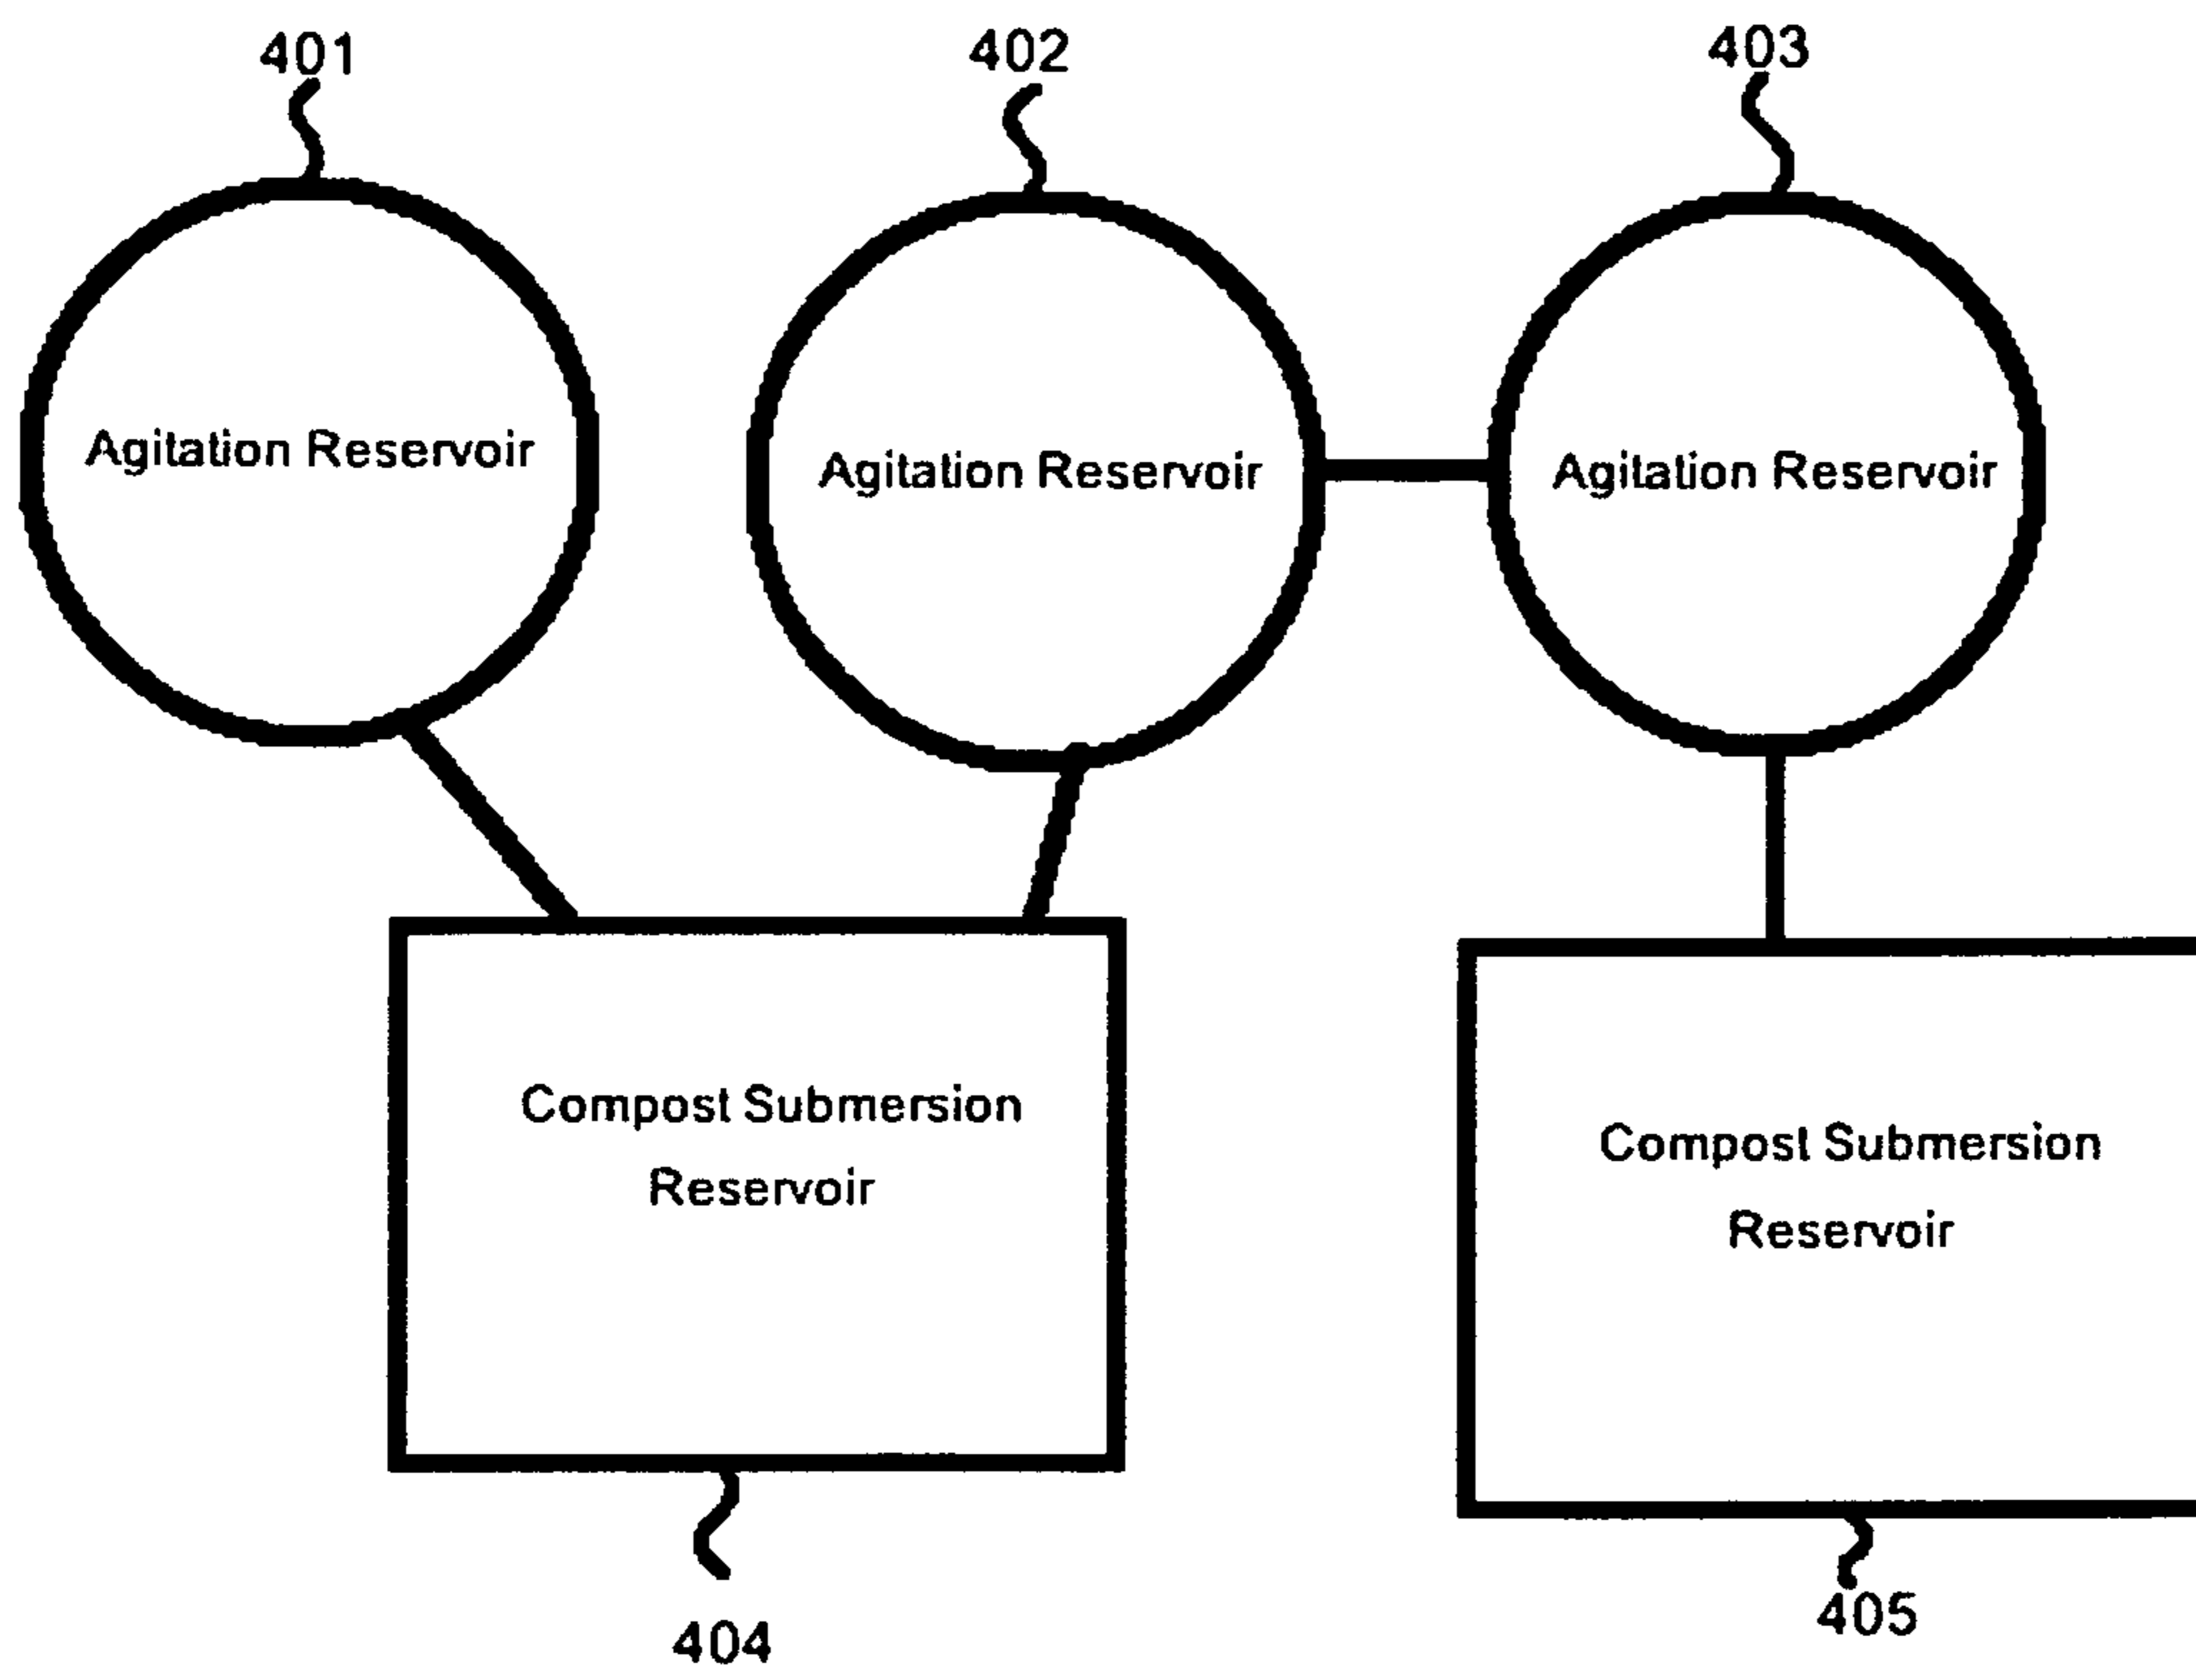 401
402
403
Agitation Reservoir
Agitation Reservoir
Agitation Reservoir
Compost Submersion
Reservoir
Compost Submersion
Reservoir
404
405